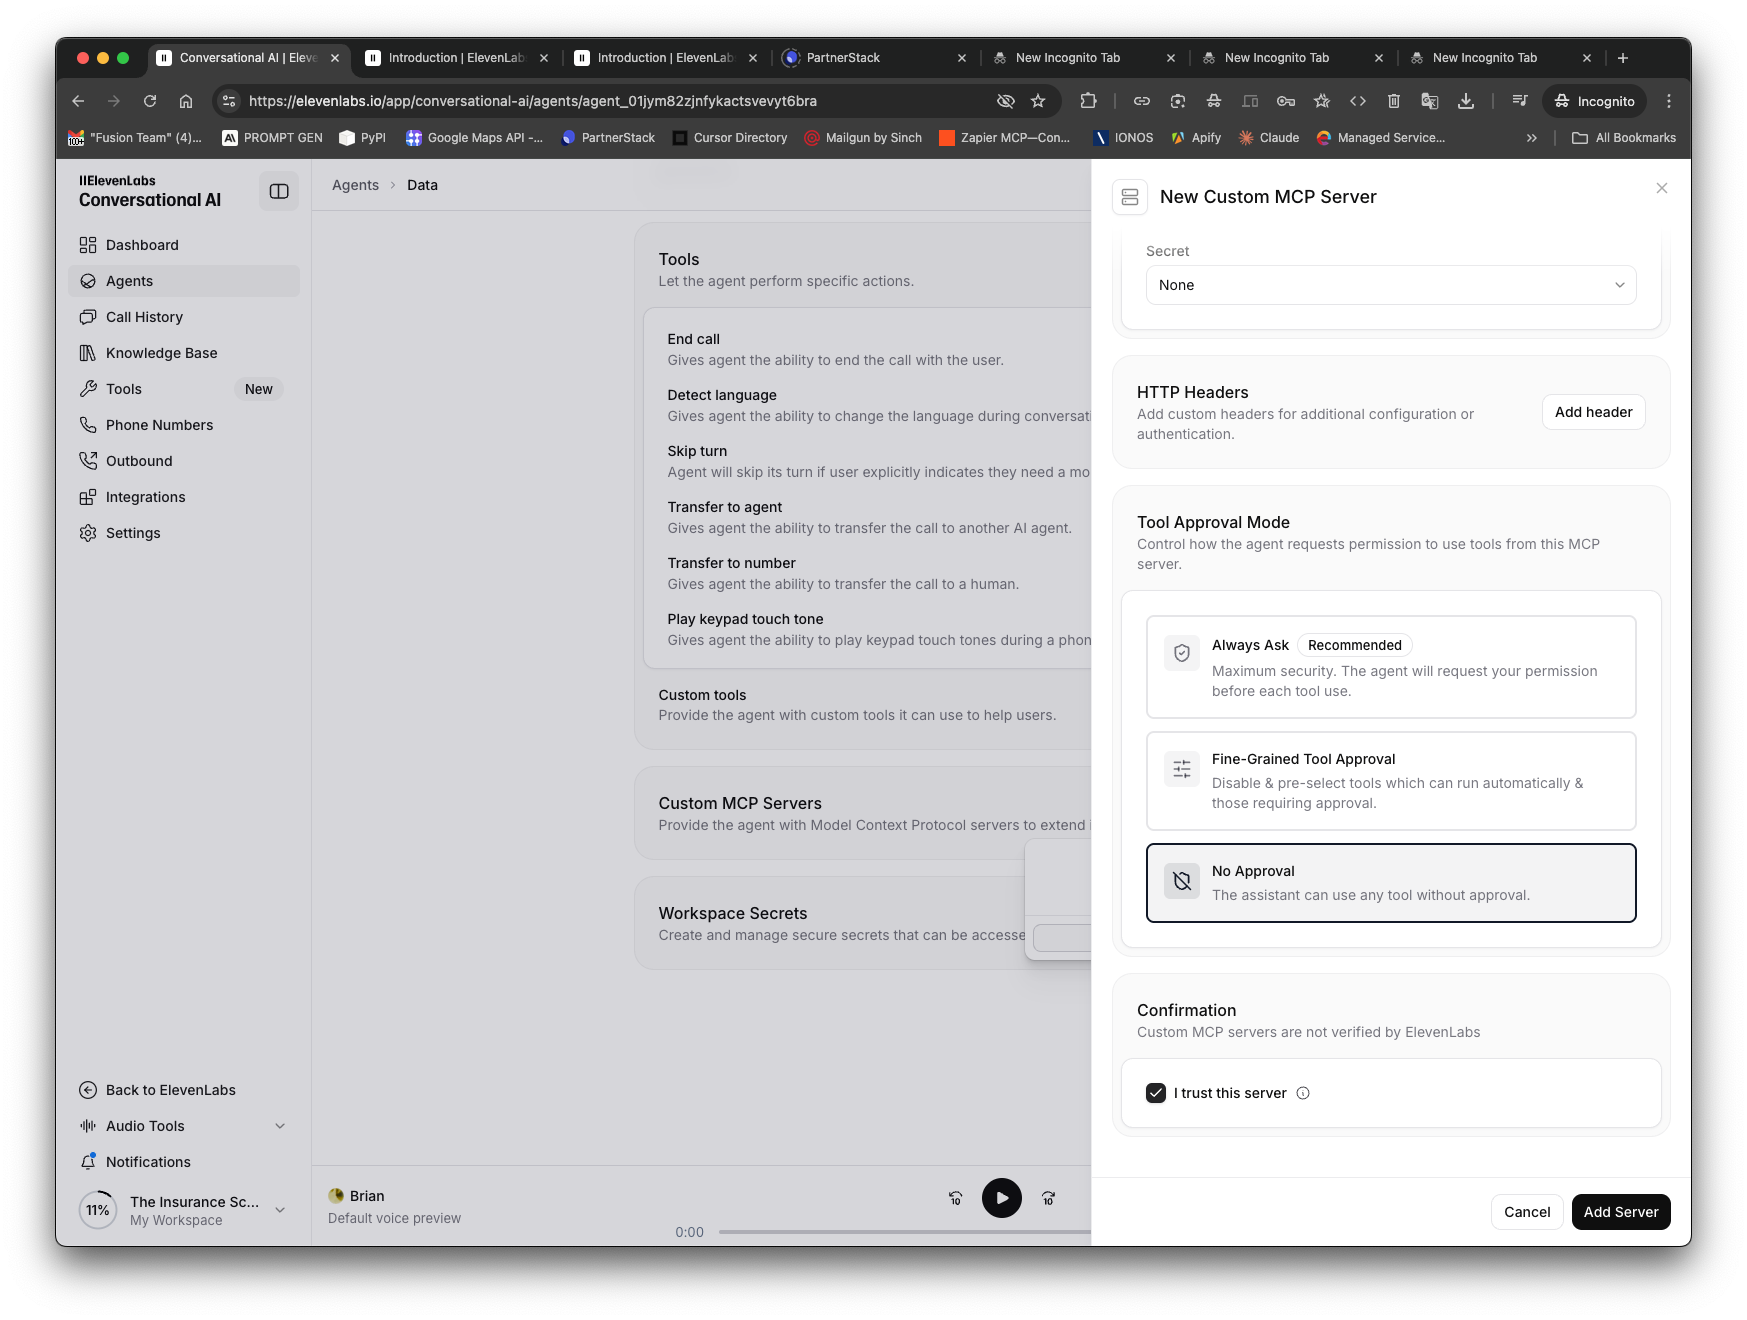 Conversational AI | Eleve
Introduction | ElevenLab
Introduction | ElevenLab
PartnerStack
New Incognito Tab
New Incognito Tab
New Incognito Tab
https://elevenlabs.io/app/conversational-ai/agents/agent_01jym82zjnfykactsvevyt6bra
Incognito
"Fusion Team" (4)...
PROMPT GEN
PyPI
Google Maps API -...
PartnerStack
Cursor Directory
Mailgun by Sinch
Zapier MCP—Con...
IONOS
Apify
Claude
Managed Service...
All Bookmarks
IIElevenLabs
Conversational AI
Dashboard
Agents
Call History
Knowledge Base
Tools
New
Phone Numbers
Outbound
Integrations
Settings
Back to ElevenLabs
Audio Tools
Notifications
11%
The Insurance Sc...
My Workspace
Agents
Data
Tools
Let the agent perform specific actions.
End call
Gives agent the ability to end the call with the user.
Detect language
Gives agent the ability to change the language during conversati
Skip turn
Agent will skip its turn if user explicitly indicates they need a mo
Transfer to agent
Gives agent the ability to transfer the call to another AI agent.
Transfer to number
Gives agent the ability to transfer the call to a human.
Play keypad touch tone
Gives agent the ability to play keypad touch tones during a phon
Custom tools
Provide the agent with custom tools it can use to help users.
Custom MCP Servers
Provide the agent with Model Context Protocol servers to extend i
Workspace Secrets
Create and manage secure secrets that can be accesse
Brian
Default voice preview
10
10
0:00
New Custom MCP Server
Secret
None
HTTP Headers
Add custom headers for additional configuration or
authentication.
Add header
Tool Approval Mode
Control how the agent requests permission to use tools from this MCP
server.
Always Ask
Recommended
Maximum security. The agent will request your permission
before each tool use.
Fine-Grained Tool Approval
Disable & pre-select tools which can run automatically &
those requiring approval.
No Approval
The assistant can use any tool without approval.
Confirmation
Custom MCP servers are not verified by ElevenLabs
I trust this server
Cancel
Add Server